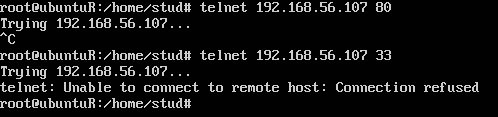 root@ubuntuR:/home/stud# telnet 192.168.56.107 80
Trying 192.168.56.107...
^C
root@ubuntuR:/home/stud# telnet 192.168.56.107 33
Trying 192.168.56.107...
telnet: Unable to connect to remote host: Connection refused
root@ubuntuR:/home/stud#